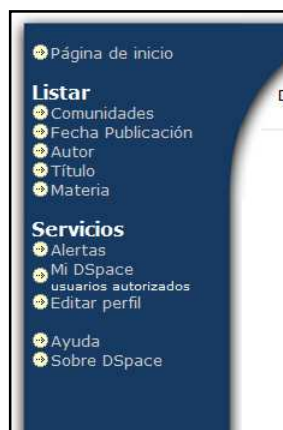 Página de inicio
Listar
Comunidades
Fecha Publicación
Autor
Título
Materia
Servicios
Alertas
Mi DSpace
usuarios autorizados
Editar perfil
Ayuda
Sobre DSpace